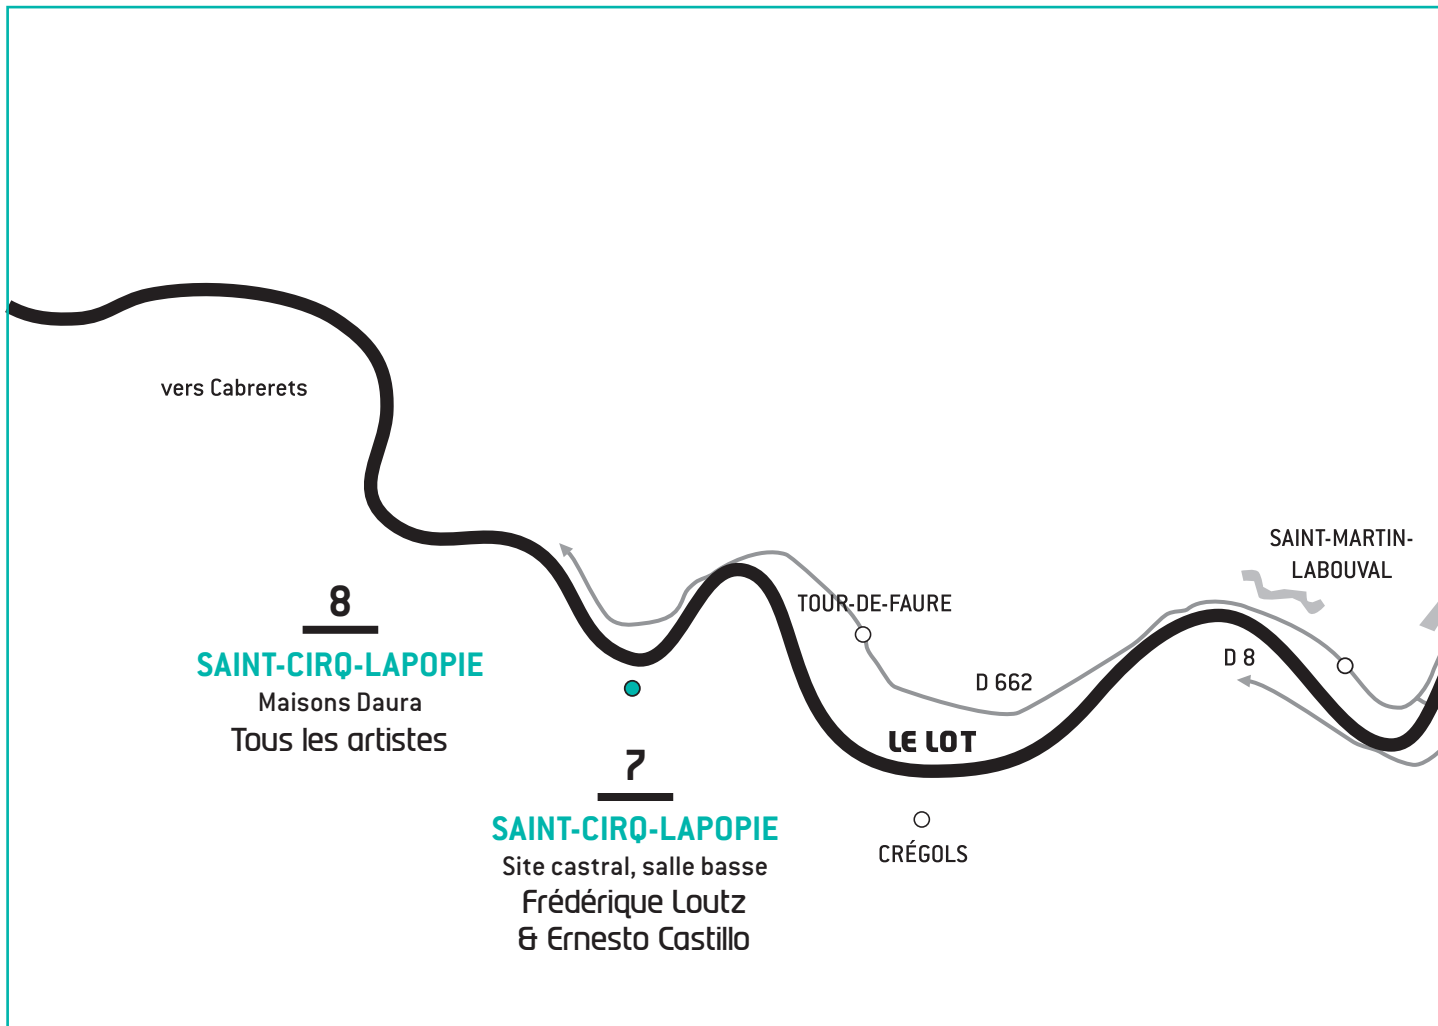 vers Cabrerets
SAINT-MARTIN-
LABOUVAL
8
SAINT-CIRQ-LAPOPIE
Maisons Daura
Tous les artistes
TOUR-DE-FAURE
D 8
D 662
LE LOT
7
SAINT-CIRQ-LAPOPIE
Site castral, salle basse
Frédérique Loutz
& Ernesto Castillo
CRÉGOLS